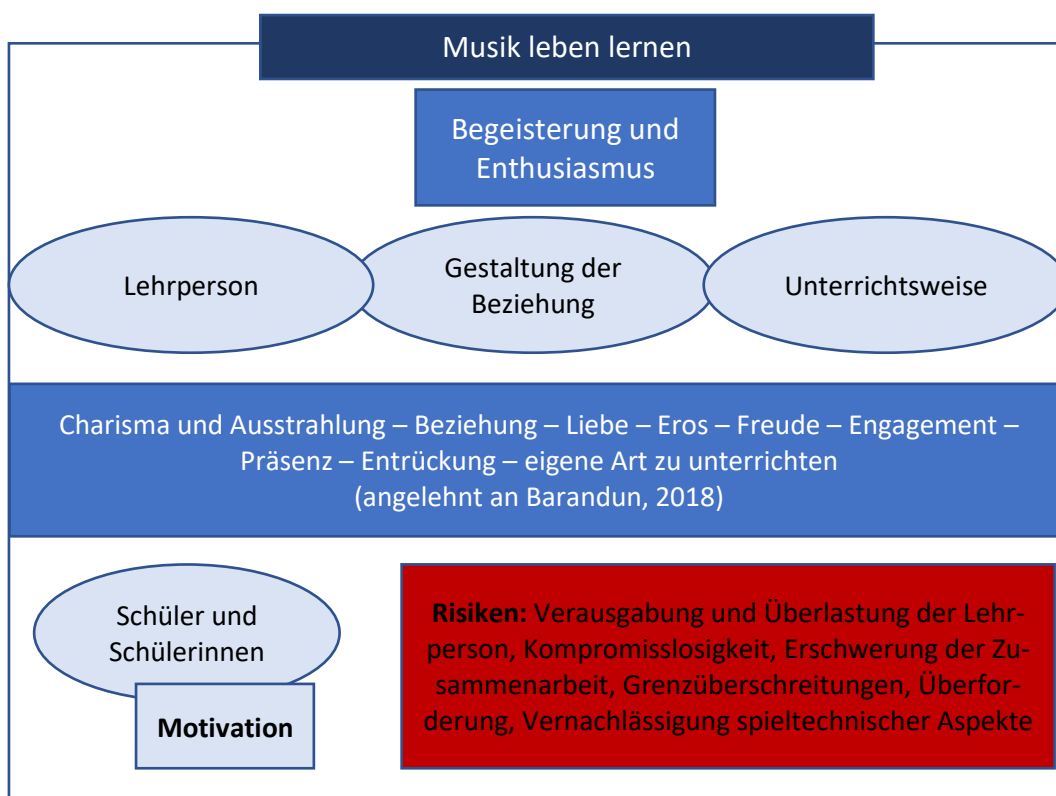 Musik leben lernen
Begeisterung und
Enthusiasmus
Lehrperson
Gestaltung der
Beziehung
Unterrichtsweise
Charisma und Ausstrahlung – Beziehung – Liebe – Eros – Freude – Engagement –
Präsenz – Entrückung – eigene Art zu unterrichten
(angelehnt an Barandun, 2018)
Schüler und
Schülerinnen
Motivation
Risiken: Verausgabung und Überlastung der Lehr-
person, Kompromisslosigkeit, Erschwerung der Zu-
sammenarbeit, Grenzüberschreitungen, Überfor-
derung, Vernachlässigung spieltechnischer Aspekte